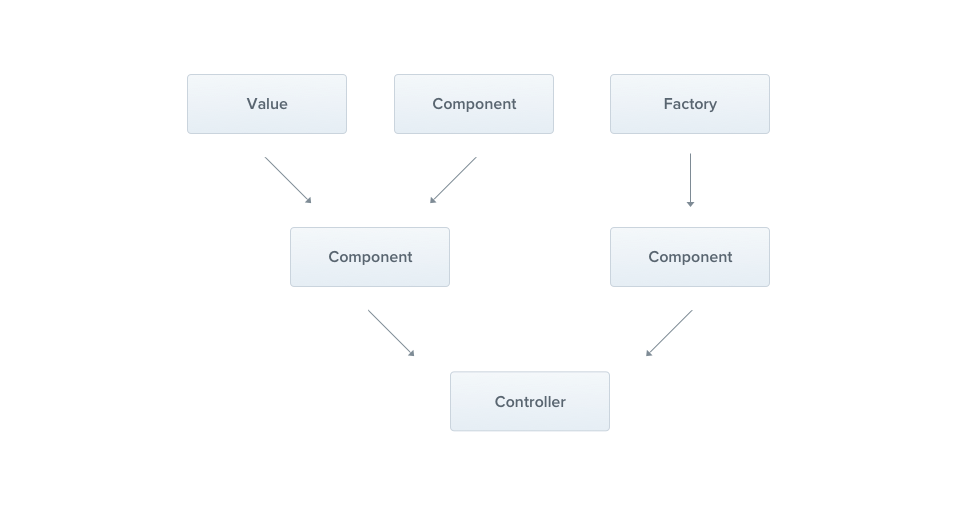 Value
Component
Factory
Component
Component
Controller